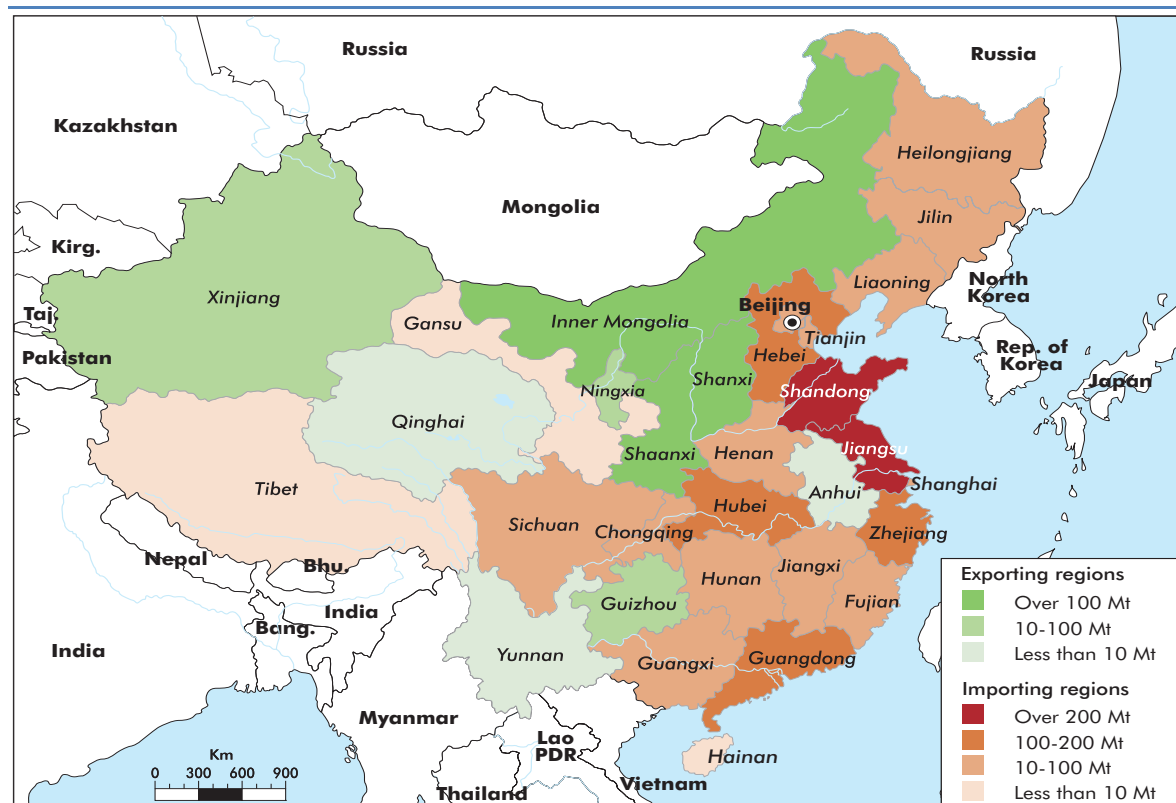 Russia
Russia
Kazakhstan
Heilongjiang
Mongolia
Jilin
Kirg.
Xinjiang
Liaoning
North
Korea
Beijing
Taj.
Gansu
Inner Mongolia
Tianjin
Pakistan
Hebei
Rep. of
Korea
Shanxi
Ningxia
Shandong
Japan
Qinghai
Shaanxi
Henan
Jiangsu
Tibet
Anhui
Shanghai
Sichuan
Hubei
Chongqing
Zhejiang
Nepal
Bhu.
Hunan
Jiangxi
India
Guizhou
Fujian
Bang.
India
Yunnan
Guangxi
Guangdong
Myanmar
Lao
PDR
Hainan
Vietnam
Thailand
Km
0 300 600 900
Exporting regions
Over 100 Mt
10-100 Mt
Less than 10 Mt
Importing regions
Over 200 Mt
100-200 Mt
10-100 Mt
Less than 10 Mt